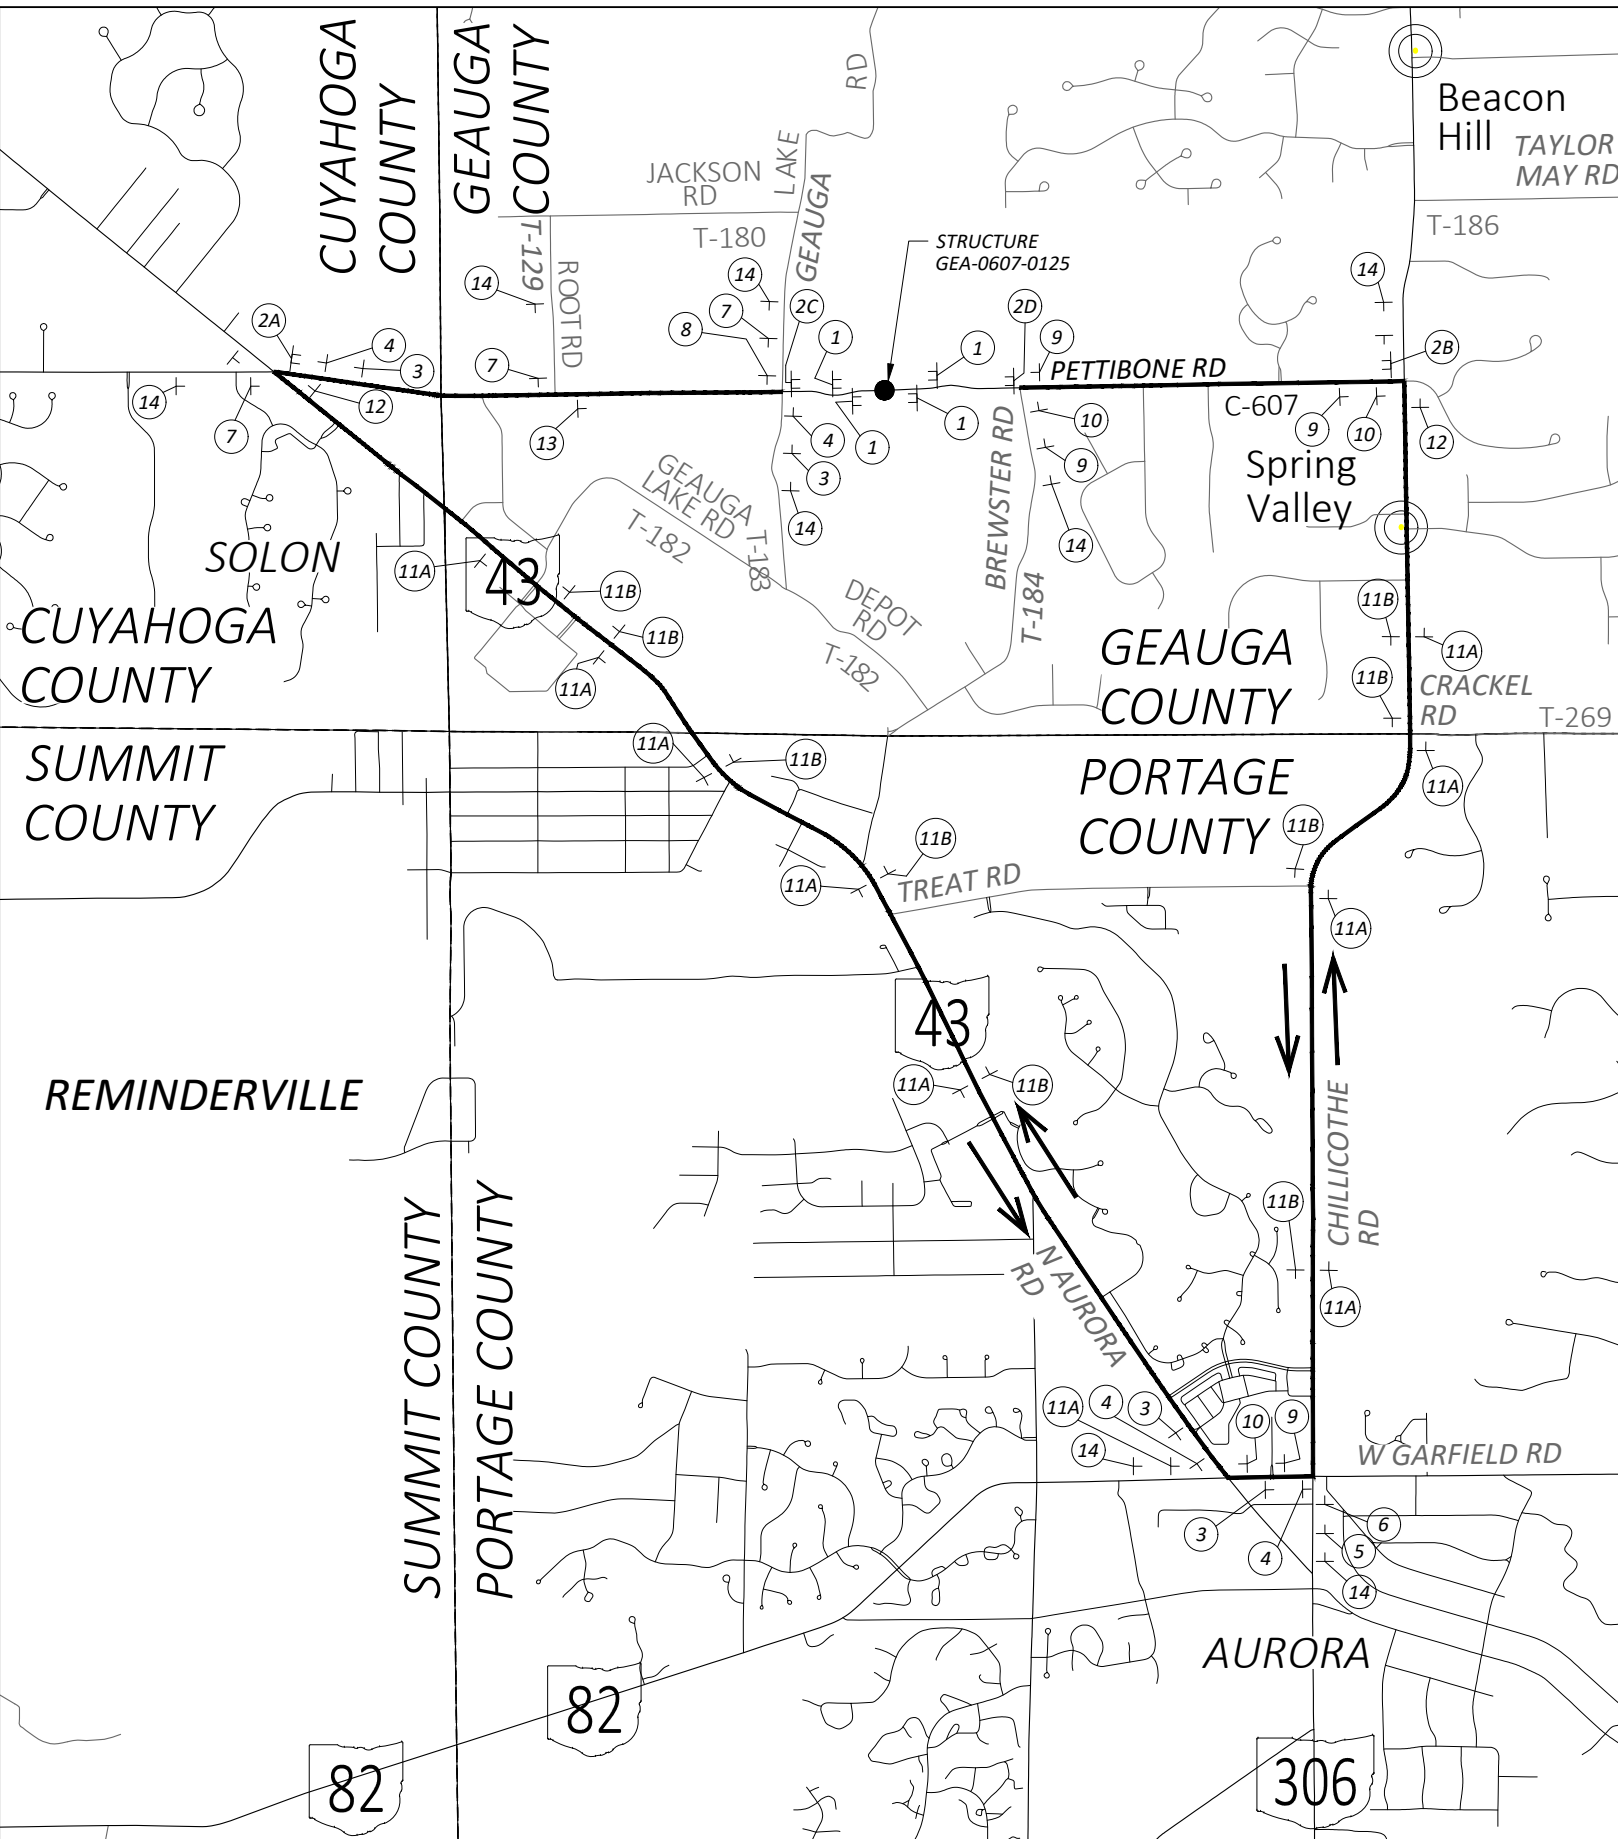 CUYAHOGA
COUNTY
GEAUGA
COUNTY
RD
LAKE
GEAUGA
JACKSON
RD
T-180
T-129
ROOT RD
STRUCTURE
GEA-0607-0125
Beacon
Hill
TAYLOR
MAY RD
T-186
14
14
14
2A
4
3
7
8
7
2C
1
1
2D
9
PETTIBONE RD
2B
14
7
12
13
4
1
1
10
C-607
9
10
12
3
9
14
14
GEAUGA
LAKE RD
T-182
T-183
BREWSTER RD
T-184
Spring
Valley
SOLON
11A
43
11B
11B
11A
DEPOT
RD
T-182
CUYAHOGA
COUNTY
GEAUGA
COUNTY
11B
11A
11B
CRACKEL
RD
T-269
SUMMIT
COUNTY
11A
11B
PORTAGE
COUNTY
11A
11B
11B
11A
TREAT RD
11A
43
11A
11B
REMINDERVILLE
CHILLICOTHE
RD
11B
11A
N AURORA
RD
SUMMIT COUNTY
PORTAGE COUNTY
11A
4
3
14
10
9
W GARFIELD RD
3
4
6
5
14
AURORA
82
82
306